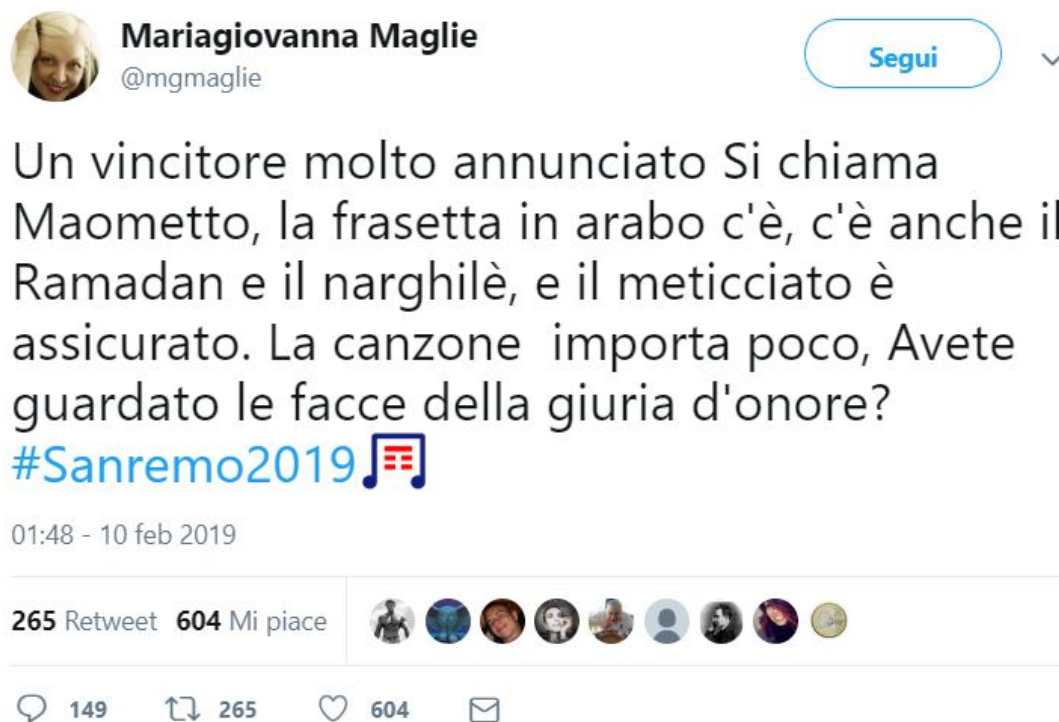 Mariagiovanna Maglie
@mgmaglie
Segui
Un vincitore molto annunciato Si chiama
Maometto, la frasetta in arabo c'è, c'è anche il
Ramadan e il narghilè, e il meticciato è
assicurato. La canzone  importa poco, Avete
guardato le facce della giuria d'onore?
#Sanremo2019
01:48 - 10 feb 2019
265 Retweet 604 Mi piace
149 265 604